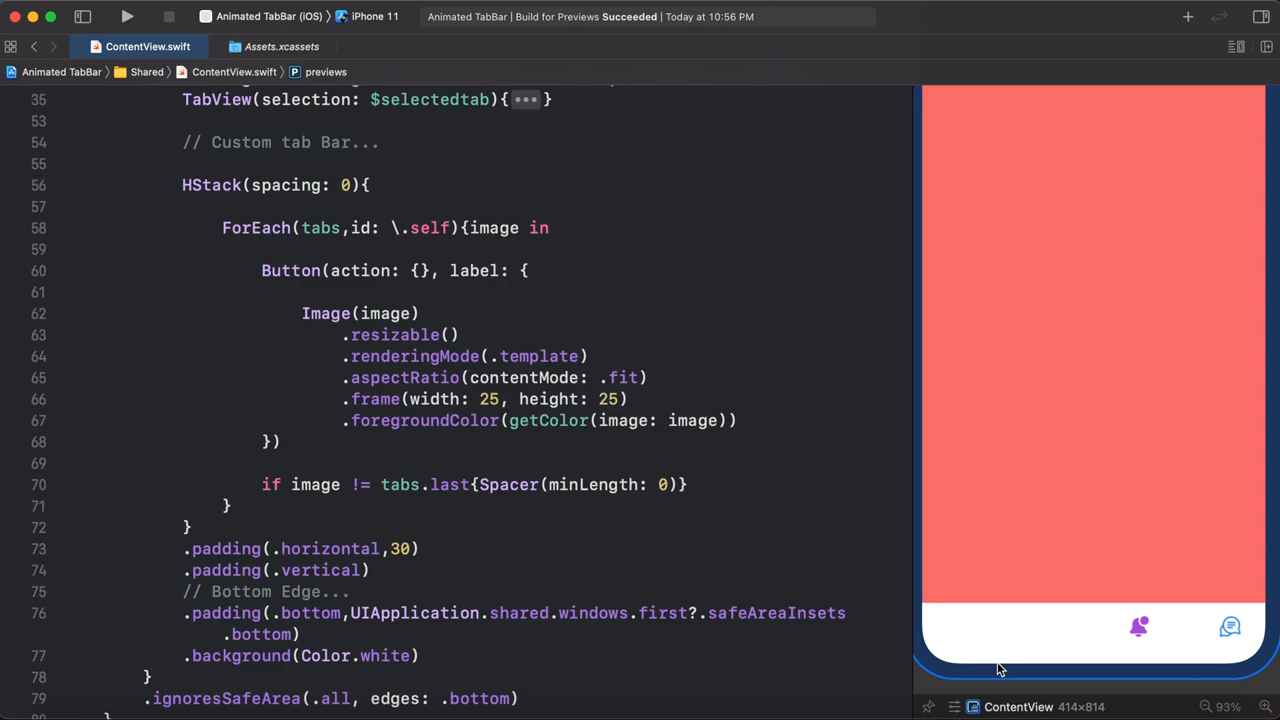 Animated TabBar (iOS) 〉 iPhone 11
Animated TabBar | Build for Previews Succeeded | Today at 10:56 PM
ContentView.swift
Assets.xcassets
Animated TabBar 〉 Shared 〉 ContentView.swift 〉 P previews
35 TabView(selection: $selectedtab){•••}
53
54 // Custom tab Bar...
55
56 HStack(spacing: 0){
57
58 ForEach(tabs,id: \.self){image in
59
60 Button(action: {}, label: {
61
62 Image(image)
63 .resizable()
64 .renderingMode(.template)
65 .aspectRatio(contentMode: .fit)
66 .frame(width: 25, height: 25)
67 .foregroundColor(getColor(image: image))
68 })
69
70 if image != tabs.last{Spacer(minLength: 0)}
71 }
72 }
73 .padding(.horizontal,30)
74 .padding(.vertical)
75 // Bottom Edge...
76 .padding(.bottom,UIApplication.shared.windows.first?.safeAreaInsets
.bottom)
77 .background(Color.white)
78 }
79 .ignoresSafeArea(.all, edges: .bottom)
ContentView 414×814
93%